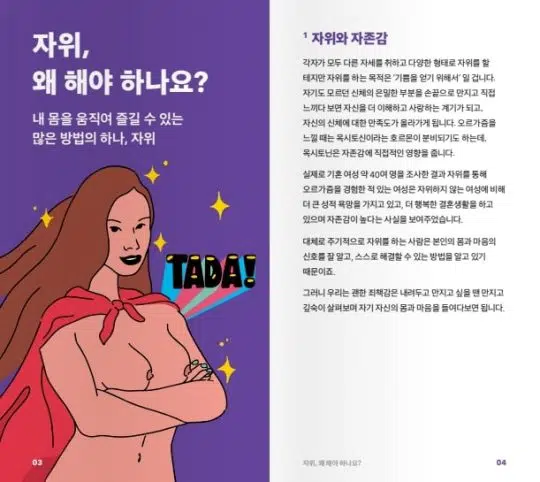 자위,
왜 해야 하나요?
내 몸을 움직여 즐길 수 있는
많은 방법의 하나, 자위
TADA!
03
1 자위와 자존감
각자가 모두 다른 자세를 취하고 다양한 형태로 자위를 할
테지만 자위를 하는 목적은 '기쁨을 얻기 위해서' 일 겁니다.
자기도 모르던 신체의 은밀한 부분을 손끝으로 만지고 직접
느끼다 보면 자신을 더 이해하고 사랑하는 계기가 되고,
자신의 신체에 대한 만족도가 올라가게 됩니다. 오르가즘을
느낄 때는 옥시토신이라는 호르몬이 분비되기도 하는데,
옥시토닌은 자존감에 직접적인 영향을 줍니다.
실제로 기혼 여성 약 40여 명을 조사한 결과 자위를 통해
오르가즘을 경험한 적 있는 여성은 자위하지 않는 여성에 비해
더 큰 성적 욕망을 가지고 있고, 더 행복한 결혼생활을 하고
있으며 자존감이 높다는 사실을 보여주었습니다.
대체로 주기적으로 자위를 하는 사람은 본인의 몸과 마음의
신호를 잘 알고, 스스로 해결할 수 있는 방법을 알고 있기
때문이죠.
그러니 우리는 괜한 죄책감은 내려두고 만지고 싶을 땐 만지고
깊숙이 살펴보며 자기 자신의 몸과 마음을 들여다보면 됩니다.
자위, 왜 해야 하나요?
04